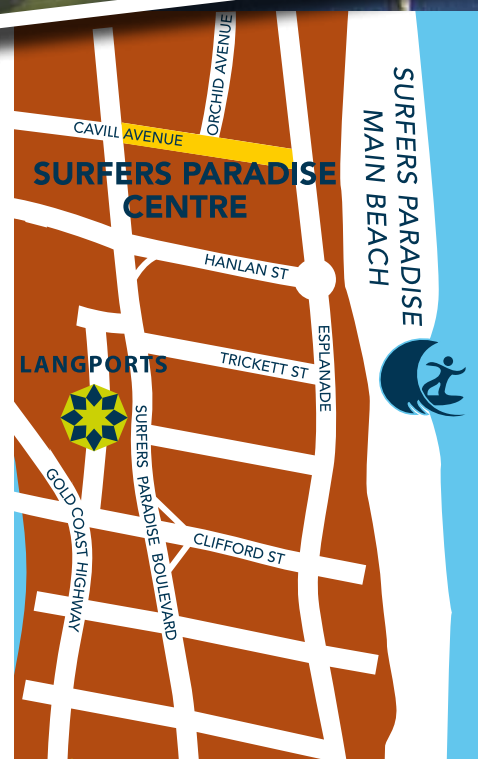 ORCHID AVENUE
CAVILL AVENUE
SURFERS PARADISE
CENTRE
SURFERS PARADISE
MAIN BEACH
HANLAN ST
TRICKETT ST
ESPLANADE
LANGPORTS
SURFERS PARADISE BOULEVARD
GOLD COAST HIGHWAY
CLIFFORD ST